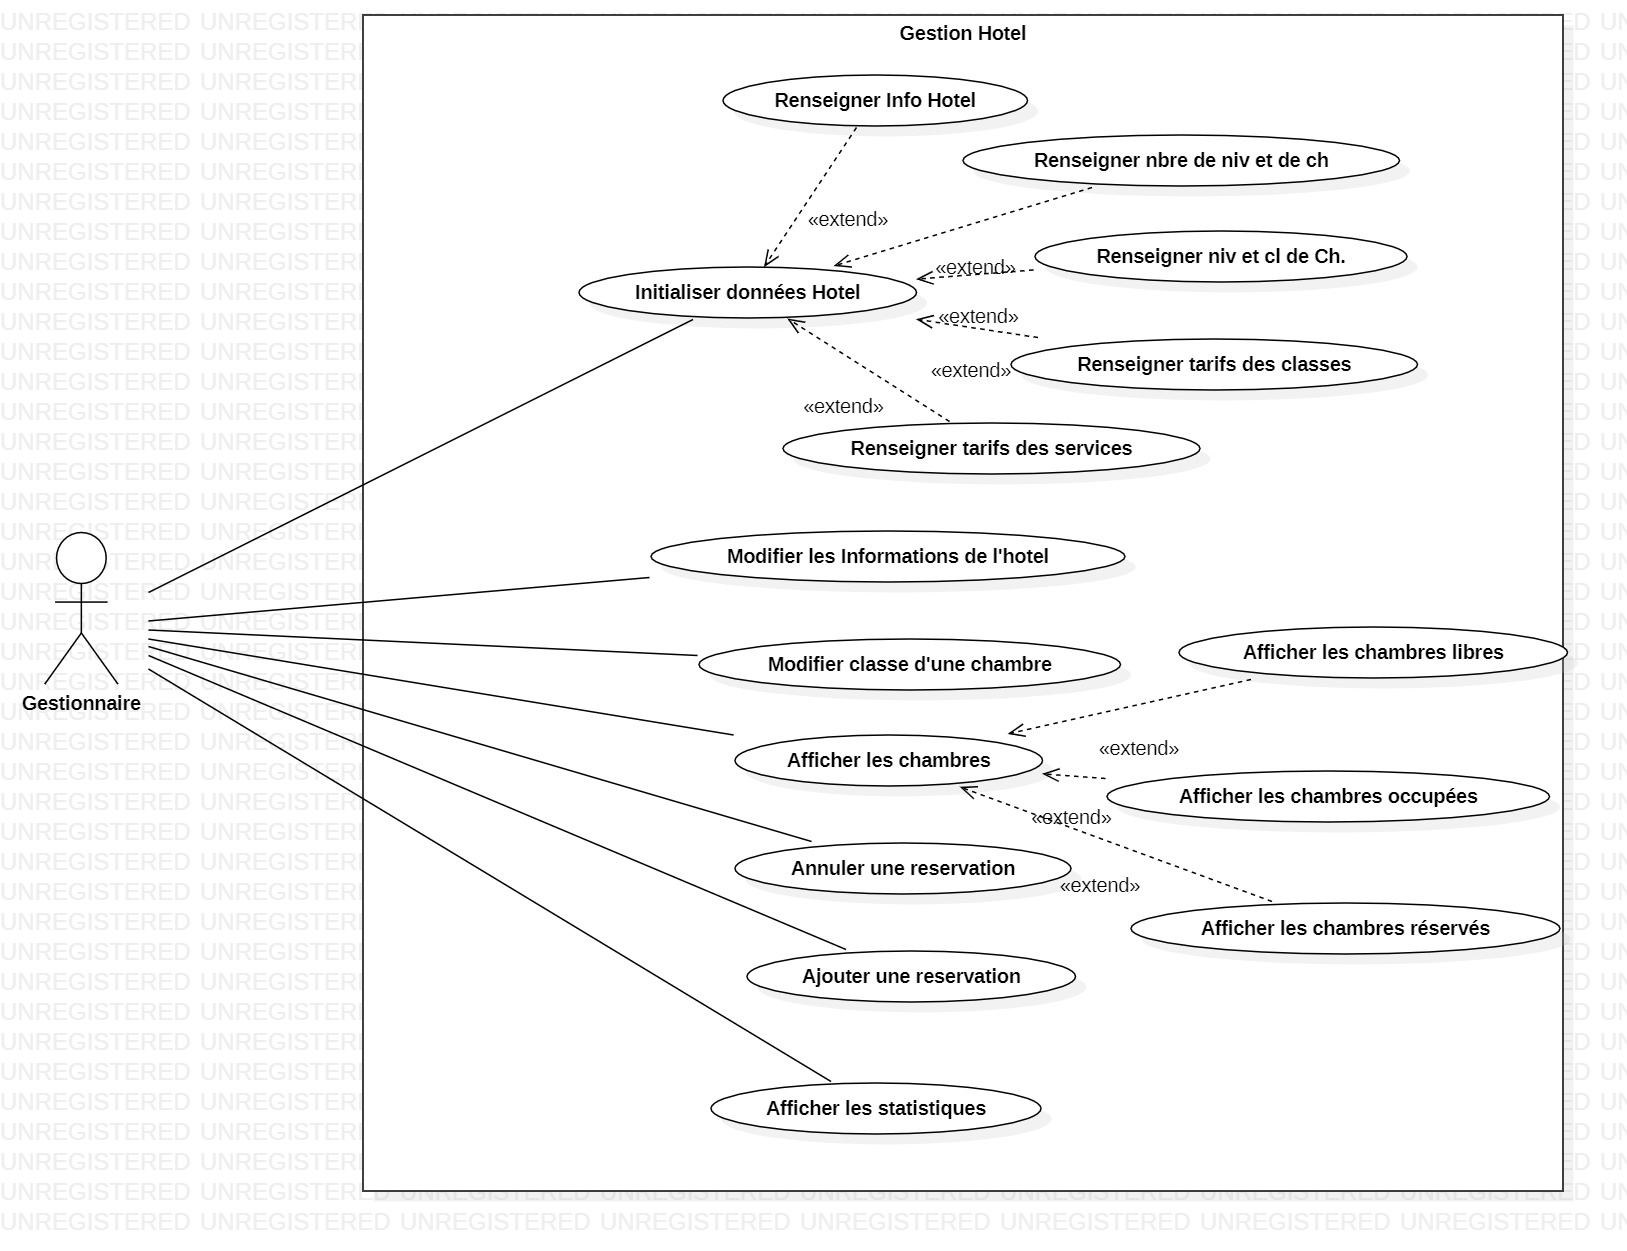 Gestion Hotel
Renseigner Info Hotel
Renseigner nbre de niv et de ch
«extend»
Renseigner niv et cl de Ch.
«extend»
Initialiser données Hotel
«extend»
Renseigner tarifs des classes
«extend»
«extend»
Renseigner tarifs des services
Modifier les Informations de l'hotel
Afficher les chambres libres
Modifier classe d'une chambre
Gestionnaire
«extend»
Afficher les chambres
Afficher les chambres occupées
«extend»
Annuler une reservation
«extend»
Afficher les chambres réservés
Ajouter une reservation
Afficher les statistiques
UNREGISTERED UNREGISTERED UNREGISTERED UNREGISTERED UNREGISTERED UNREGISTERED UNREGISTERED UNREGISTERED